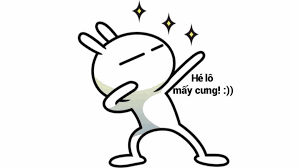 Hé lô
mấy cưng! :))